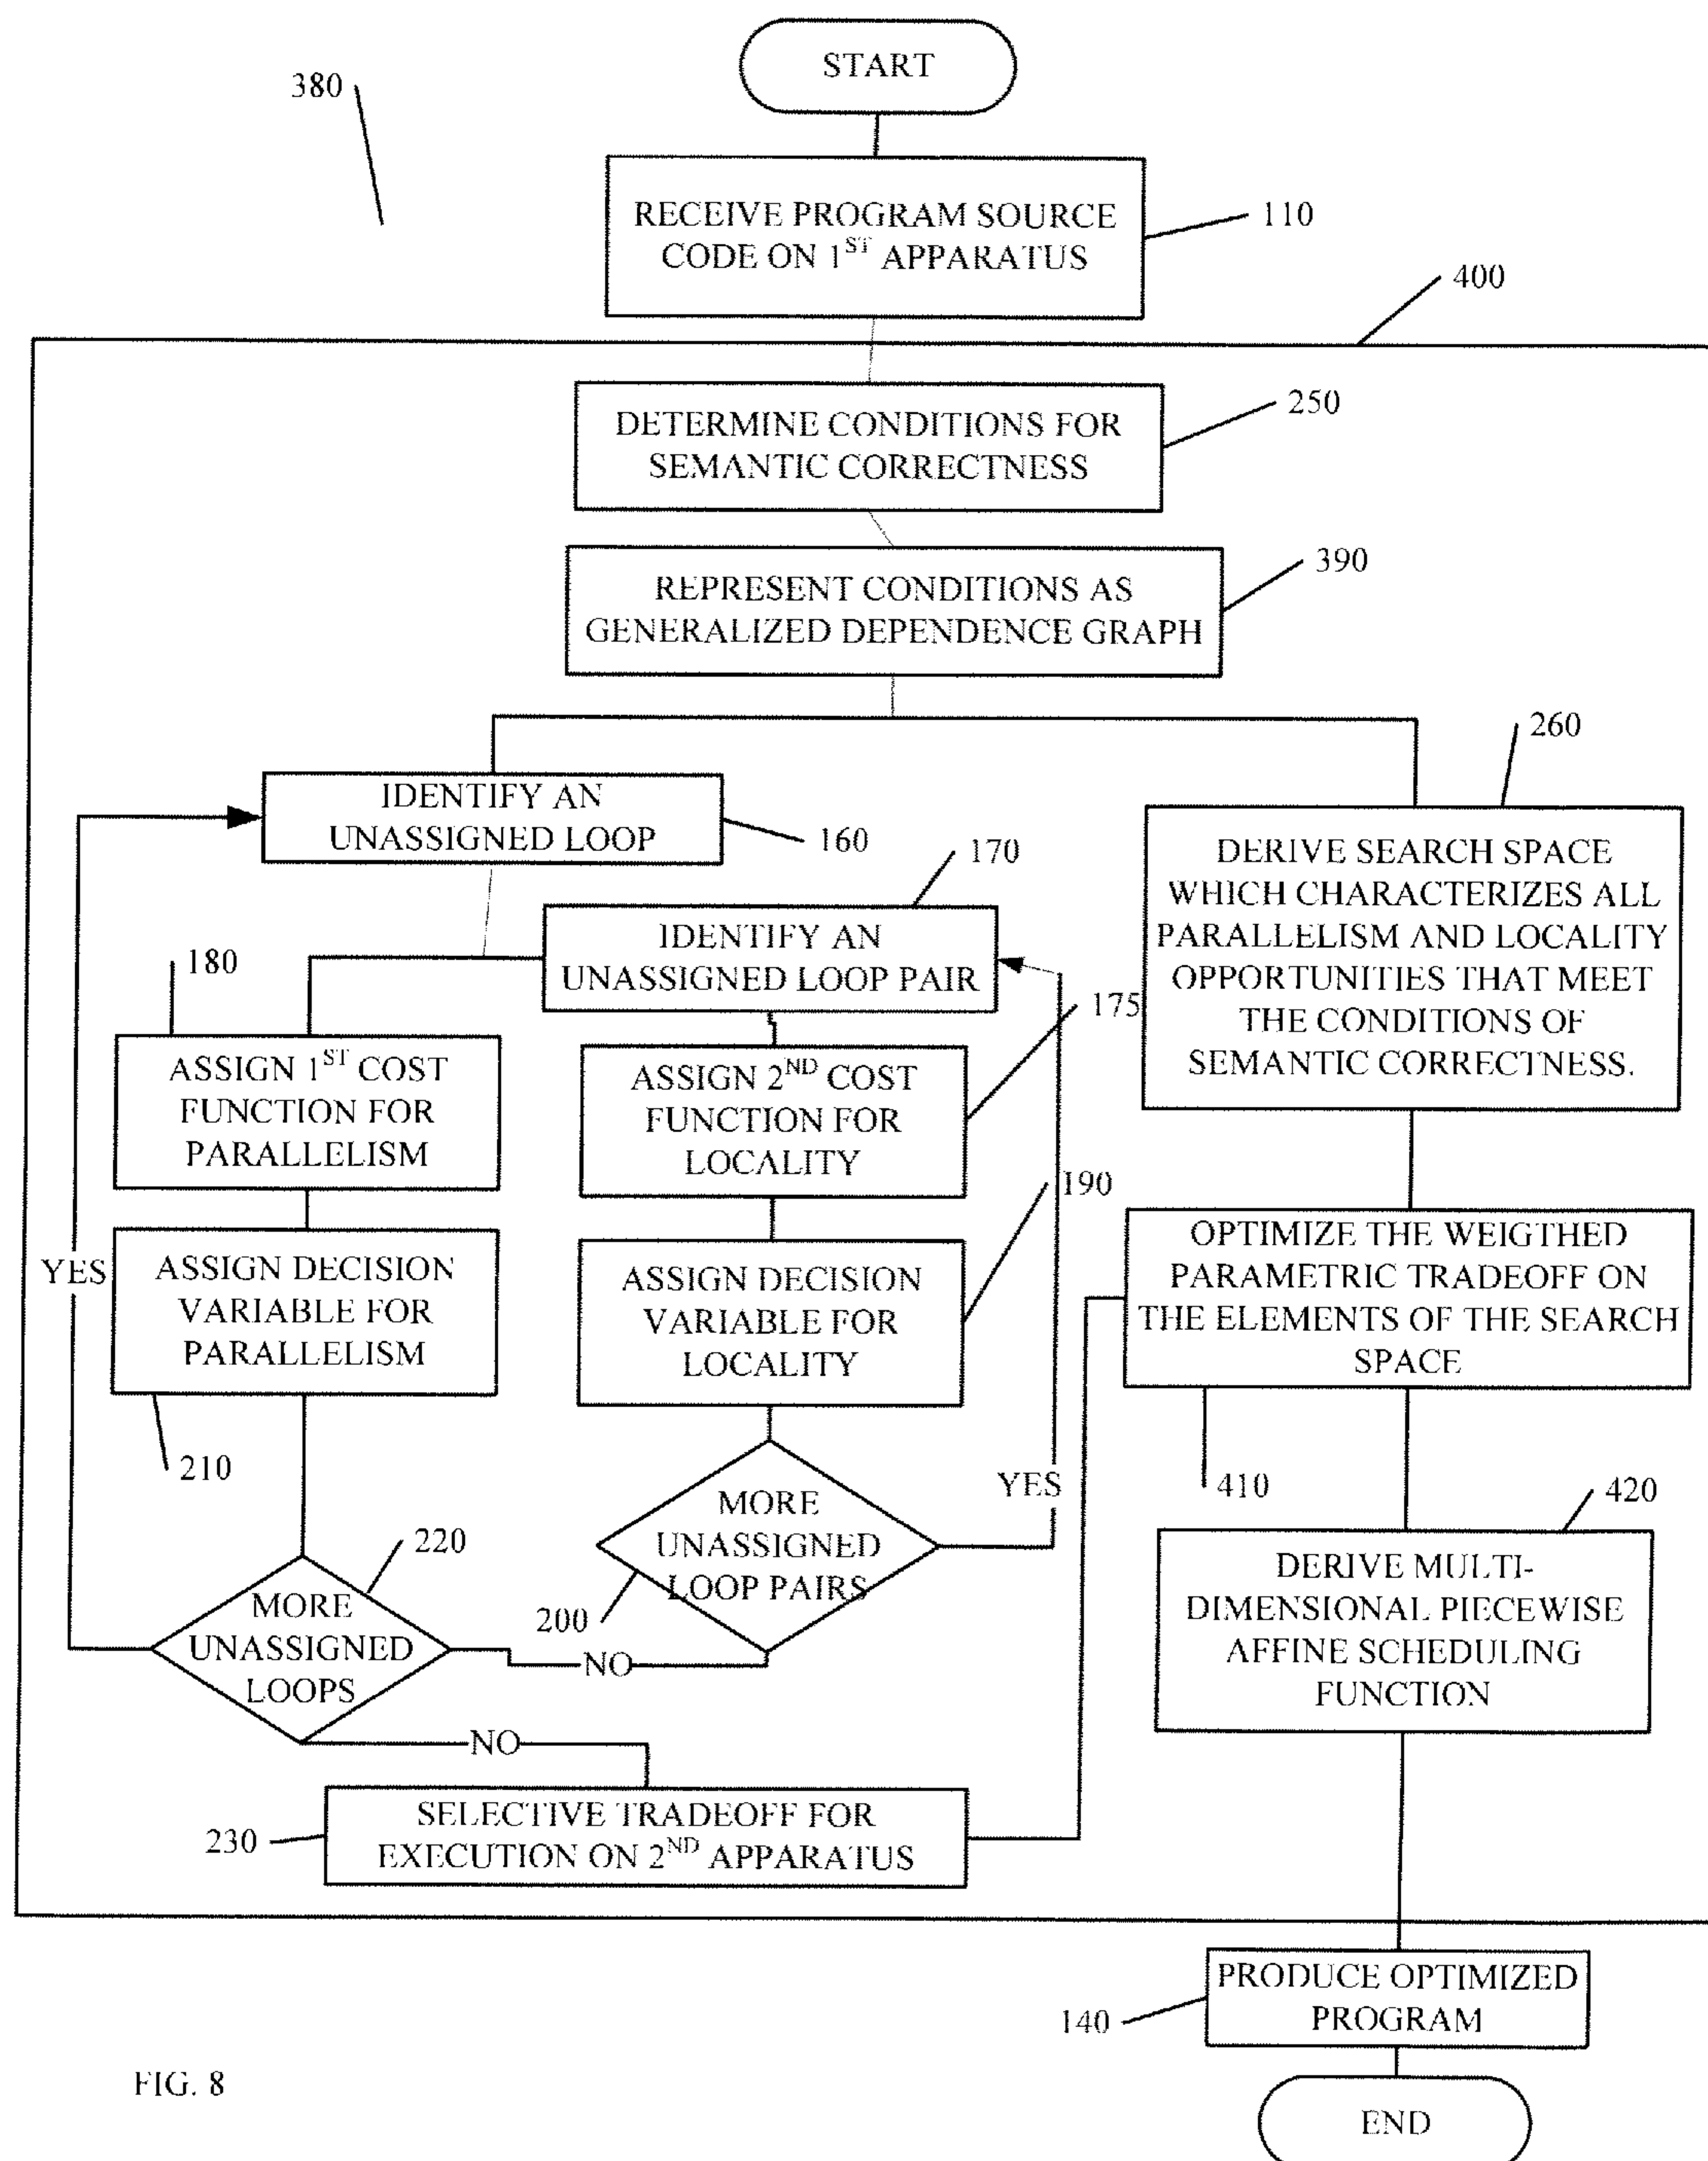 START
380
RECEIVE PROGRAM SOURCE
CODE ON 1ST APPARATUS
110
400
DETERMINE CONDITIONS FOR
SEMANTIC CORRECTNESS
250
REPRESENT CONDITIONS AS
GENERALIZED DEPENDENCE GRAPH
390
260
IDENTIFY AN
UNASSIGNED LOOP
160
170
IDENTIFY AN
UNASSIGNED LOOP PAIR
DERIVE SEARCH SPACE
WHICH CHARACTERIZES ALL
PARALLELISM AND LOCALITY
OPPORTUNITIES THAT MEET
THE CONDITIONS OF
SEMANTIC CORRECTNESS.
180
175
ASSIGN 1ST COST
FUNCTION FOR
PARALLELISM
ASSIGN 2ND COST
FUNCTION FOR
LOCALITY
190
YES
ASSIGN DECISION
VARIABLE FOR
PARALLELISM
ASSIGN DECISION
VARIABLE FOR
LOCALITY
OPTIMIZE THE WEIGTHED
PARAMETRIC TRADEOFF ON
THE ELEMENTS OF THE SEARCH
SPACE
210
YES
410
420
MORE
UNASSIGNED
LOOP PAIRS
200
220
MORE
UNASSIGNED
LOOPS
NO
DERIVE MULTI-
DIMENSIONAL PIECEWISE
AFFINE SCHEDULING
FUNCTION
NO
SELECTIVE TRADEOFF FOR
EXECUTION ON 2ND APPARATUS
230
PRODUCE OPTIMIZED
PROGRAM
140
FIG. 8
END